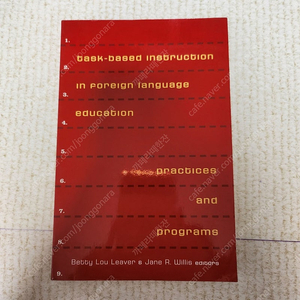 1.
task-based instruction
2.
in foreign language
3.
education
4.
5.
practices
6.
and
7.
programs
8.
Betty Lou Leaver & Jane R. Willis editors
9.